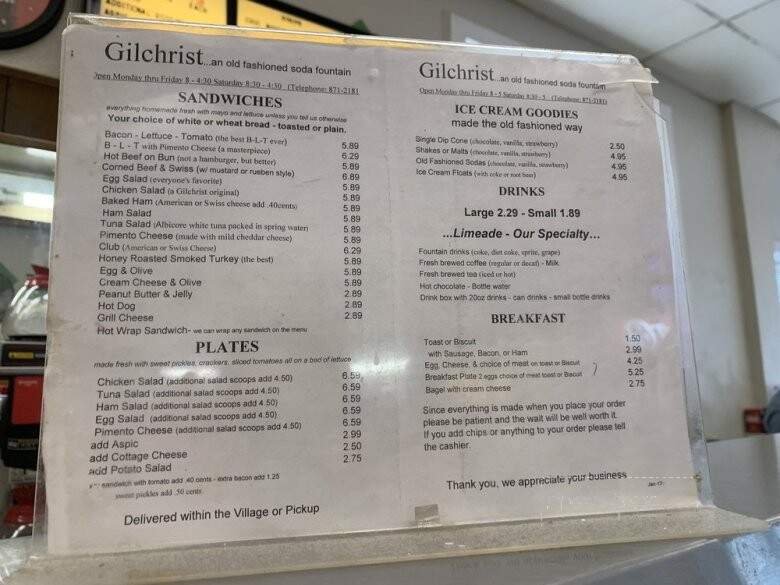 Gilchrist...an old fashioned soda fountain
Open Monday thru Friday 8 - 4:30 Saturday 8:30 - 4:30 (Telephone: 871-2181
SANDWICHES
everything homemade fresh with mayo and lettuce unless you tell us otherwise
Your choice of white or wheat bread - toasted or plain.
Bacon - Lettuce - Tomato (the best B-L-T ever) 5.89
B - L - T with Pimento Cheese (a masterpiece) 6.29
Hot Beef on Bun (not a hamburger, but better) 5.89
Corned Beef & Swiss (w/ mustard or rueben style) 6.89
Egg Salad (everyone's favorite) 5.89
Chicken Salad (a Gilchrist original) 5.89
Baked Ham (American or Swiss cheese add .40cents) 5.89
Ham Salad 5.89
Tuna Salad (Albicore white tuna packed in spring water) 5.89
Pimento Cheese (made with mild cheddar cheese) 5.89
Club (American or Swiss Cheese) 6.29
Honey Roasted Smoked Turkey (the best) 5.89
Egg & Olive 5.89
Cream Cheese & Olive 5.89
Peanut Butter & Jelly 2.89
Hot Dog 2.89
Grill Cheese 2.89
Hot Wrap Sandwich- we can wrap any sandwich on the menu
PLATES
made fresh with sweet pickles, crackers, sliced tomatoes all on a bed of lettuce
Chicken Salad (additional salad scoops add 4.50) 6.59
Tuna Salad (additional salad scoops add 4.50) 6.59
Ham Salad (additional salad scoops add 4.50) 6.59
Egg Salad (additional salad scoops add 4.50) 6.59
Pimento Cheese (additional salad scoops add 4.50) 6.59
add Aspic 2.99
add Cottage Cheese 2.50
add Potato Salad 2.75
sandwich with tomato add .40 cents - extra bacon add 1.25
sweet pickles add .50 cents
Delivered within the Village or Pickup
Gilchrist...an old fashioned soda fountain
Open Monday thru Friday 8 - 5 Saturday 8:30 - 5 (Telephone: 871-2181)
ICE CREAM GOODIES
made the old fashioned way
Single Dip Cone (chocolate, vanilla, strawberry) 2.50
Shakes or Malts (chocolate, vanilla, strawberry) 4.95
Old Fashioned Sodas (chocolate, vanilla, strawberry) 4.95
Ice Cream Floats (with coke or root beer) 4.95
DRINKS
Large 2.29 - Small 1.89
...Limeade - Our Specialty...
Fountain drinks (coke, diet coke, sprite, grape)
Fresh brewed coffee (regular or decaf) - Milk
Fresh brewed tea (iced or hot)
Hot chocolate - Bottle water
Drink box with 20oz drinks - can drinks - small bottle drinks
BREAKFAST
Toast or Biscuit 1.50
with Sausage, Bacon, or Ham 2.99
Egg, Cheese, & choice of meat on toast or Biscuit 4.25
Breakfast Plate 2 eggs choice of meat toast or Biscuit 5.25
Bagel with cream cheese 2.75
Since everything is made when you place your order
please be patient and the wait will be well worth it.
If you add chips or anything to your order please tell
the cashier.
Thank you, we appreciate your business